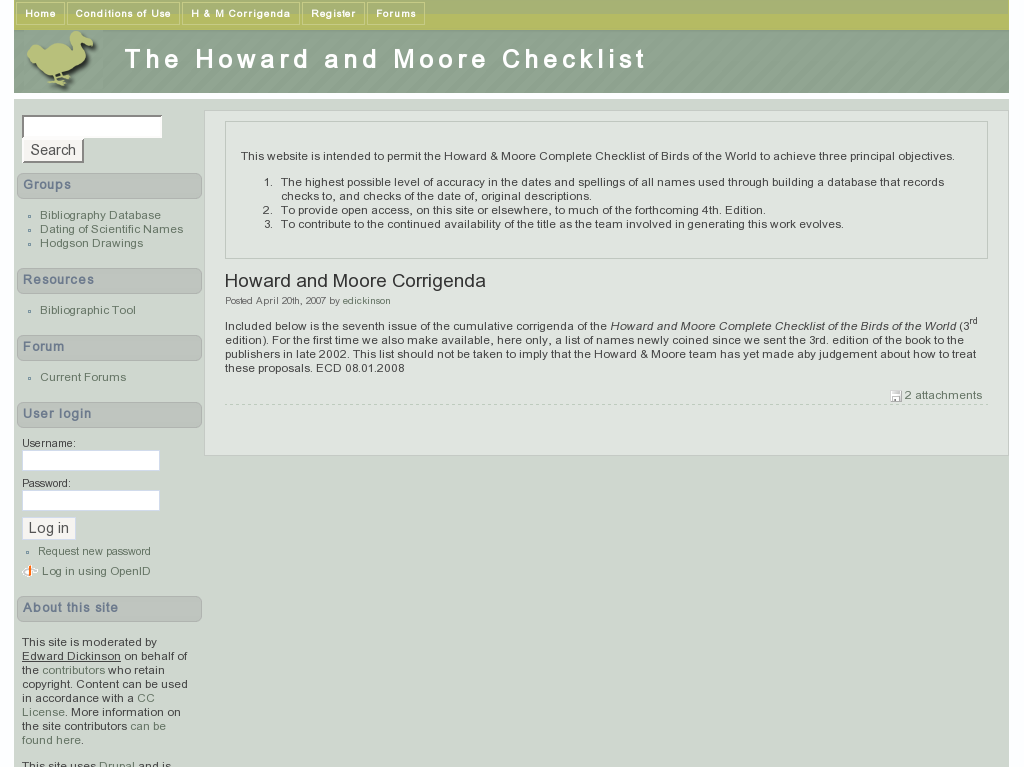 Home
Conditions of Use
H & M Corrigenda
Register
Forums
The Howard and Moore Checklist
Search
Groups
Bibliography Database
Dating of Scientific Names
Hodgson Drawings
Resources
Bibliographic Tool
Forum
Current Forums
User login
Username:
Password:
Log in
Request new password
Log in using OpenID
About this site
This site is moderated by
Edward Dickinson on behalf of
the contributors who retain
copyright. Content can be used
in accordance with a CC
License. More information on
the site contributors can be
found here.
This site uses Drupal and is
This website is intended to permit the Howard & Moore Complete Checklist of Birds of the World to achieve three principal objectives.
1. The highest possible level of accuracy in the dates and spellings of all names used through building a database that records
checks to, and checks of the date of, original descriptions.
2. To provide open access, on this site or elsewhere, to much of the forthcoming 4th. Edition.
3. To contribute to the continued availability of the title as the team involved in generating this work evolves.
Howard and Moore Corrigenda
Posted April 20th, 2007 by edickinson
Included below is the seventh issue of the cumulative corrigenda of the Howard and Moore Complete Checklist of the Birds of the World (3rd
edition). For the first time we also make available, here only, a list of names newly coined since we sent the 3rd. edition of the book to the
publishers in late 2002. This list should not be taken to imply that the Howard & Moore team has yet made aby judgement about how to treat
these proposals. ECD 08.01.2008
2 attachments